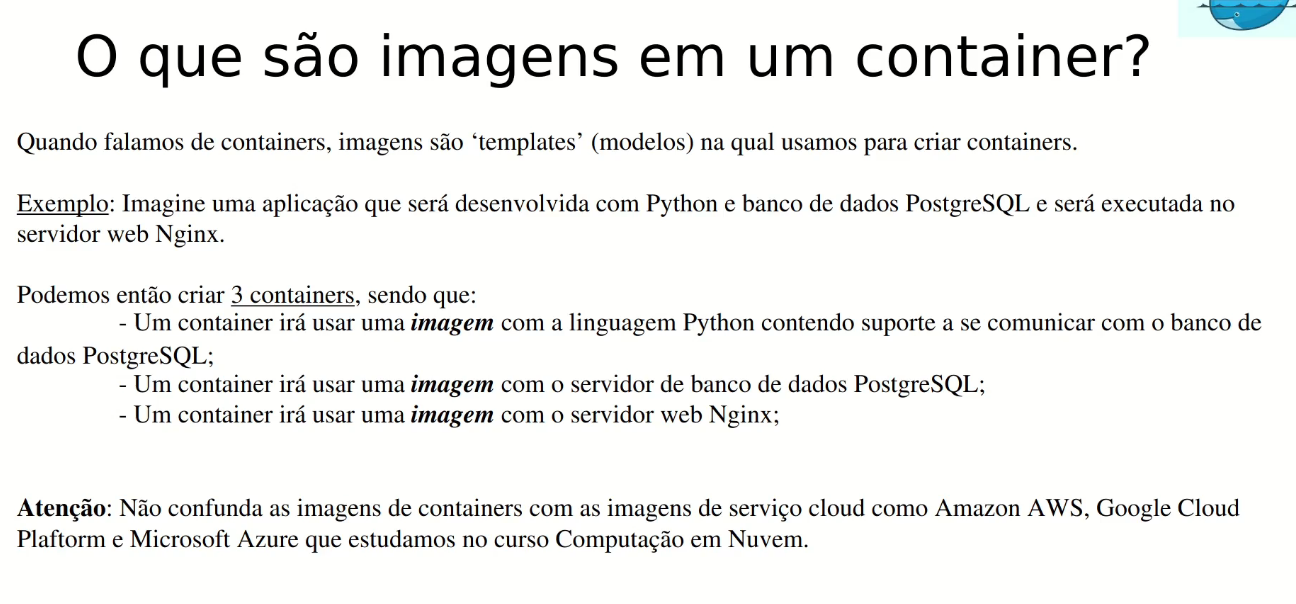 O que são imagens em um container?
Quando falamos de containers, imagens são ‘templates’ (modelos) na qual usamos para criar containers.
Exemplo: Imagine uma aplicação que será desenvolvida com Python e banco de dados PostgreSQL e será executada no
servidor web Nginx.
Podemos então criar 3 containers, sendo que:
- Um container irá usar uma imagem com a linguagem Python contendo suporte a se comunicar com o banco de
dados PostgreSQL;
- Um container irá usar uma imagem com o servidor de banco de dados PostgreSQL;
- Um container irá usar uma imagem com o servidor web Nginx;
Atenção: Não confunda as imagens de containers com as imagens de serviço cloud como Amazon AWS, Google Cloud
Plaftorm e Microsoft Azure que estudamos no curso Computação em Nuvem.